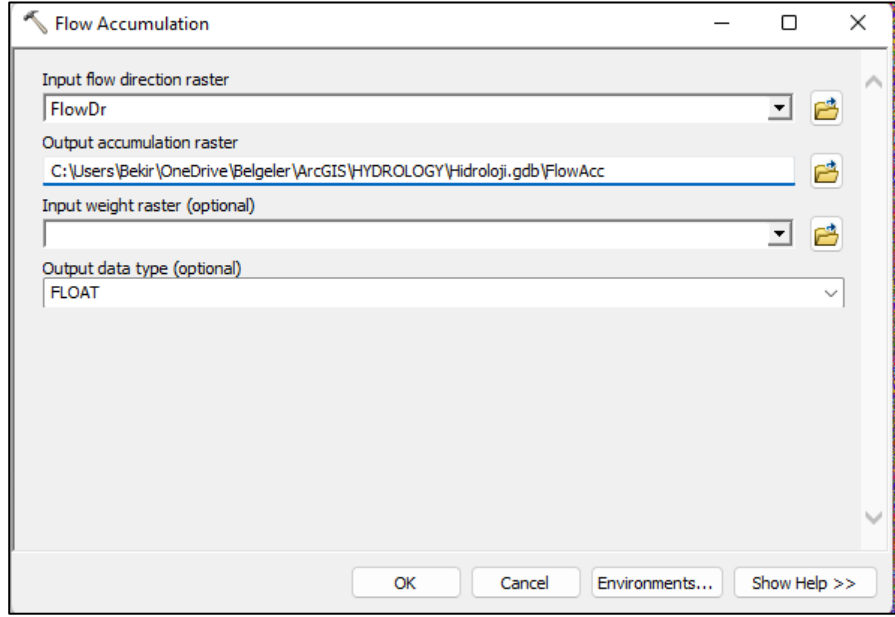 Flow Accumulation
Input flow direction raster
FlowDr
Output accumulation raster
C:\Users\Bekir\OneDrive\Belgeler\ArcGIS\HYDROLOGY\Hidroloji.gdb\FlowAcc
Input weight raster (optional)
Output data type (optional)
FLOAT
OK Cancel Environments... Show Help >>